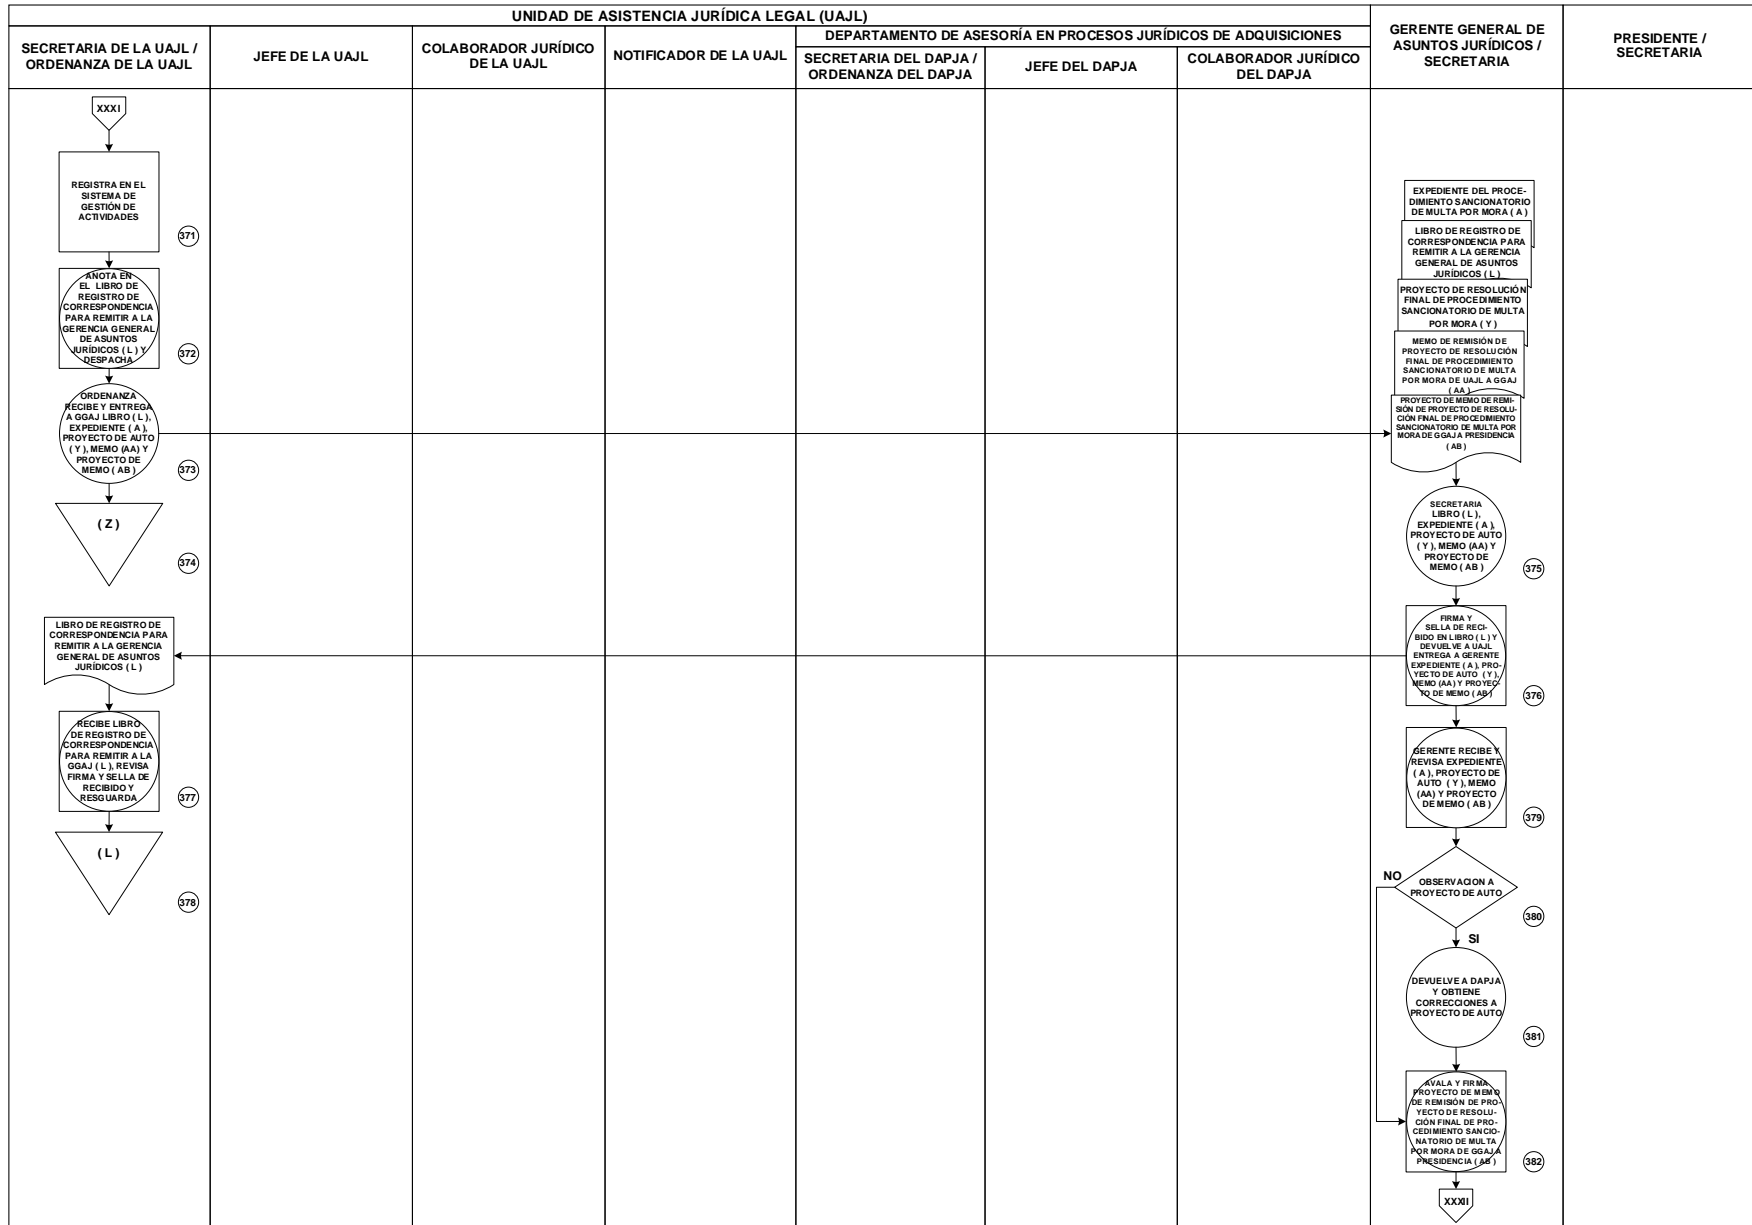 UNIDAD DE ASISTENCIA JURÍDICA LEGAL (UAJL)
SECRETARIA DE LA UAJL /
ORDENANZA DE LA UAJL
JEFE DE LA UAJL
COLABORADOR JURÍDICO
DE LA UAJL
NOTIFICADOR DE LA UAJL
DEPARTAMENTO DE ASESORÍA EN PROCESOS JURÍDICOS DE ADQUISICIONES
SECRETARIA DEL DAPJA /
ORDENANZA DEL DAPJA
JEFE DEL DAPJA
COLABORADOR JURÍDICO
DEL DAPJA
GERENTE GENERAL DE
ASUNTOS JURÍDICOS /
SECRETARIA
PRESIDENTE /
SECRETARIA
XXXI
REGISTRA EN EL
SISTEMA DE
GESTIÓN DE
ACTIVIDADES
371
ANOTA EN
EL LIBRO DE
REGISTRO DE
CORRESPONDENCIA
PARA REMITIR A LA
GERENCIA GENERAL
DE ASUNTOS
JURÍDICOS ( L ) Y
DESPACHA
372
ORDENANZA
RECIBE Y ENTREGA
A GGAJ LIBRO ( L ),
EXPEDIENTE ( A ),
PROYECTO DE AUTO
( Y ), MEMO (AA) Y
PROYECTO DE
MEMO ( AB )
373
( Z )
374
LIBRO DE REGISTRO DE
CORRESPONDENCIA PARA
REMITIR A LA GERENCIA
GENERAL DE ASUNTOS
JURÍDICOS ( L )
RECIBE LIBRO
DE REGISTRO DE
CORRESPONDENCIA
PARA REMITIR A LA
GGAJ ( L ), REVISA
FIRMA Y SELLA DE
RECIBIDO Y
RESGUARDA
377
( L )
378
EXPEDIENTE DEL PROCE-
DIMIENTO SANCIONATORIO
DE MULTA POR MORA ( A )
LIBRO DE REGISTRO DE
CORRESPONDENCIA PARA
REMITIR A LA GERENCIA
GENERAL DE ASUNTOS
JURÍDICOS ( L )
PROYECTO DE RESOLUCIÓN
FINAL DE PROCEDIMIENTO
SANCIONATORIO DE MULTA
POR MORA ( Y )
MEMO DE REMISIÓN DE
PROYECTO DE RESOLUCIÓN
FINAL DE PROCEDIMIENTO
SANCIONATORIO DE MULTA
POR MORA DE UAJL A GGAJ
( AA )
PROYECTO DE MEMO DE REMI-
SIÓN DE PROYECTO DE RESOLU-
CIÓN FINAL DE PROCEDIMIENTO
SANCIONATORIO DE MULTA POR
MORA DE GGAJ A PRESIDENCIA
( AB )
SECRETARIA
LIBRO ( L ),
EXPEDIENTE ( A ),
PROYECTO DE AUTO
( Y ), MEMO (AA) Y
PROYECTO DE
MEMO ( AB )
375
FIRMA Y
SELLA DE RECI-
BIDO EN LIBRO ( L ) Y
DEVUELVE A UAJL
ENTREGA A GERENTE
EXPEDIENTE ( A ), PRO-
YECTO DE AUTO ( Y ),
MEMO (AA) Y PROYEC-
TO DE MEMO ( AB )
376
GERENTE RECIBE Y
REVISA EXPEDIENTE
( A ), PROYECTO DE
AUTO ( Y ), MEMO
(AA) Y PROYECTO
DE MEMO ( AB )
379
NO
OBSERVACION A
PROYECTO DE AUTO
380
SI
DEVUELVE A DAPJA
Y OBTIENE
CORRECCIONES A
PROYECTO DE AUTO
381
AVALA Y FIRMA
PROYECTO DE MEMO
DE REMISIÓN DE PRO-
YECTO DE RESOLU-
CIÓN FINAL DE PRO-
CEDIMIENTO SANCIO-
NATORIO DE MULTA
POR MORA DE GGAJ A
PRESIDENCIA ( AB )
382
XXXII